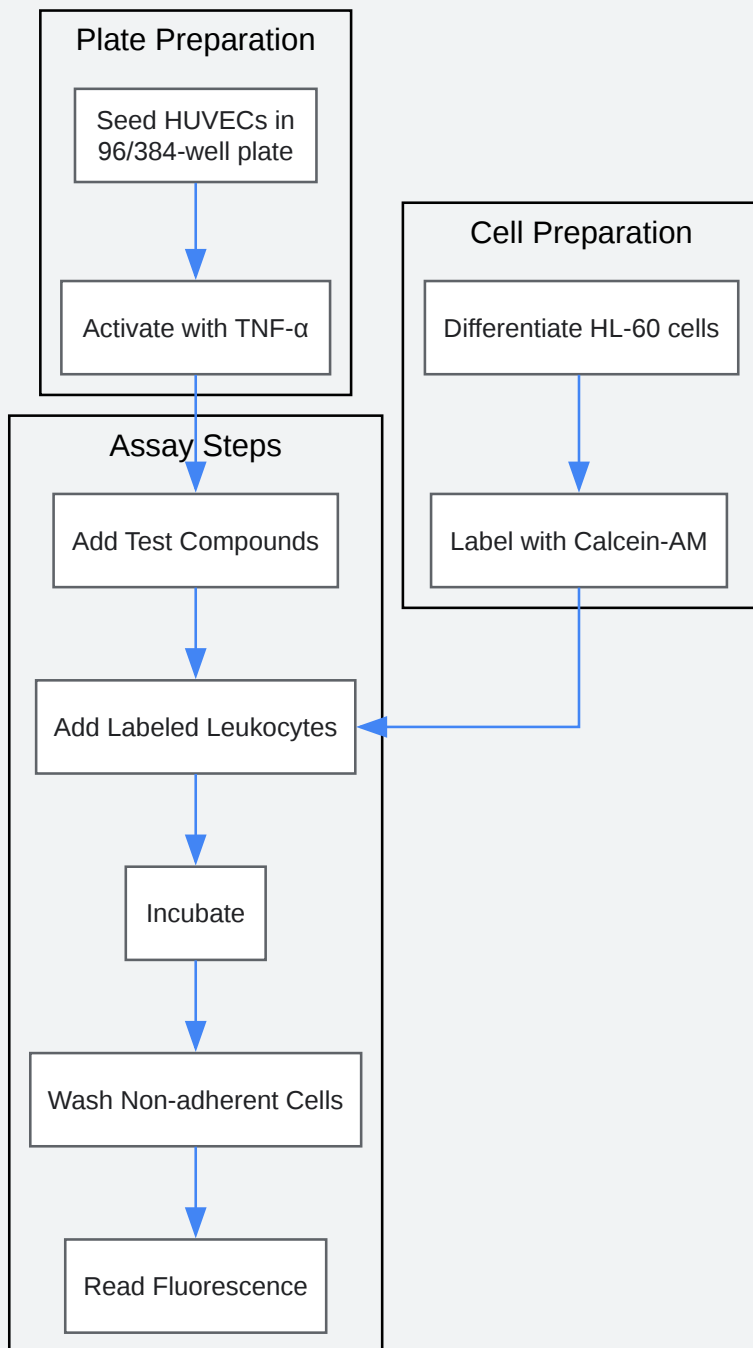 Plate Preparation
Seed HUVECs in
96/384-well plate
Activate with TNF-α
Cell Preparation
Differentiate HL-60 cells
Label with Calcein-AM
Assay Steps
Add Test Compounds
Add Labeled Leukocytes
Incubate
Wash Non-adherent Cells
Read Fluorescence